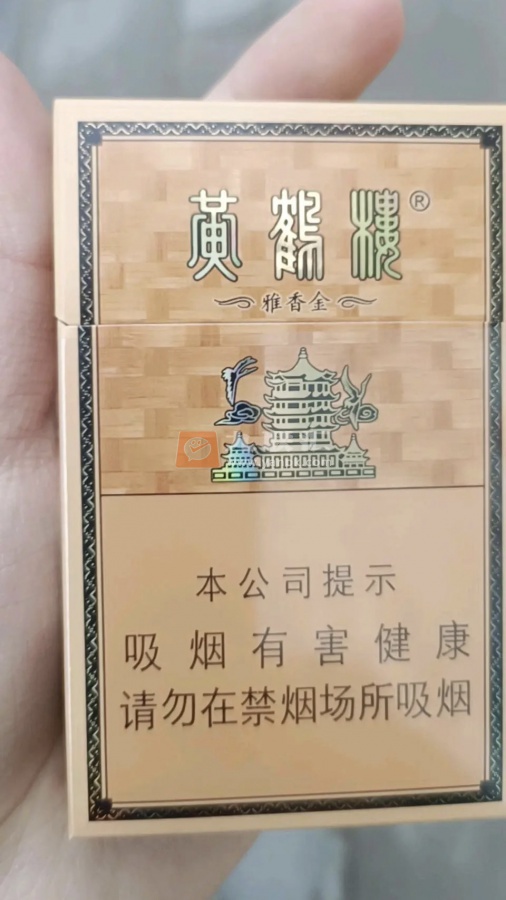 黄鹤楼®
雅香金
本公司提示
吸烟有害健康
请勿在禁烟场所吸烟